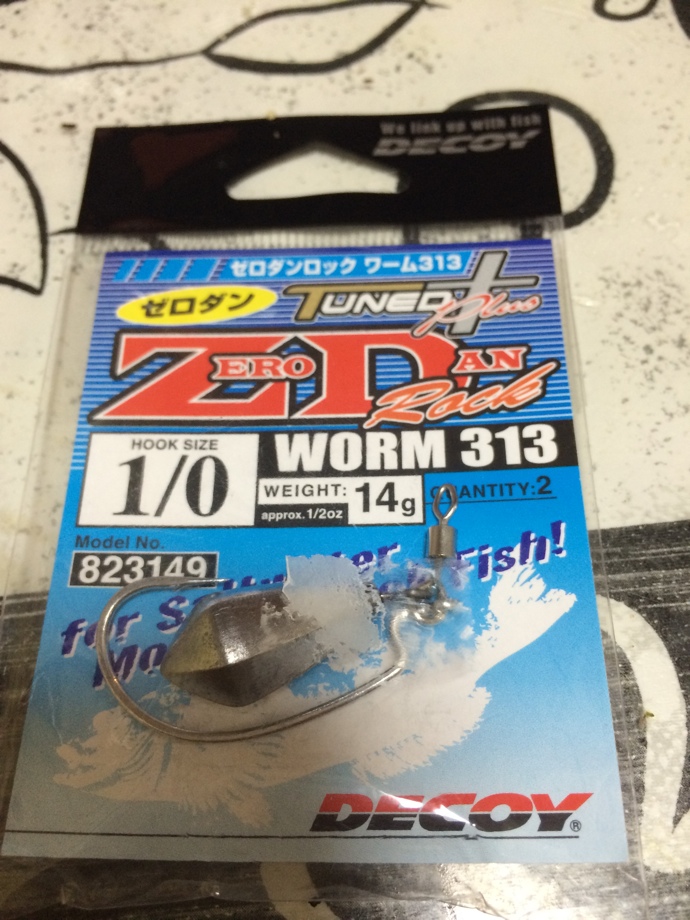 We link up with fish
DECOY
ゼロダンロック ワーム313
ゼロダン
TUNED Plus
ZERO DAN
Rock
HOOK SIZE
1/0
WORM 313
WEIGHT: 14g
approx.1/2oz
QUANTITY:2
Model No.
823149
for Fish!
DECOY®